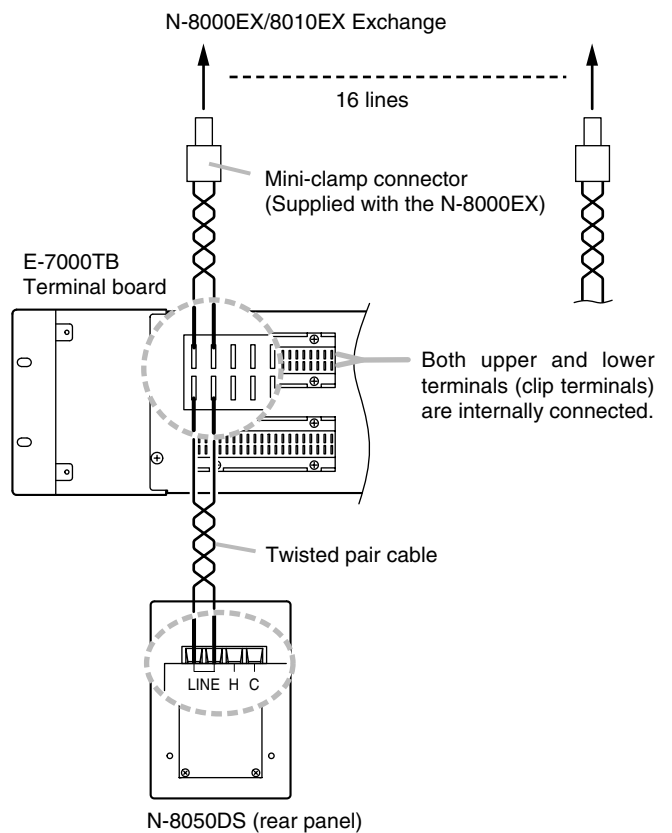 N-8000EX/8010EX Exchange
16 lines
Mini-clamp connector
(Supplied with the N-8000EX)
E-7000TB
Terminal board
Both upper and lower
terminals (clip terminals)
are internally connected.
Twisted pair cable
LINE H C
N-8050DS (rear panel)